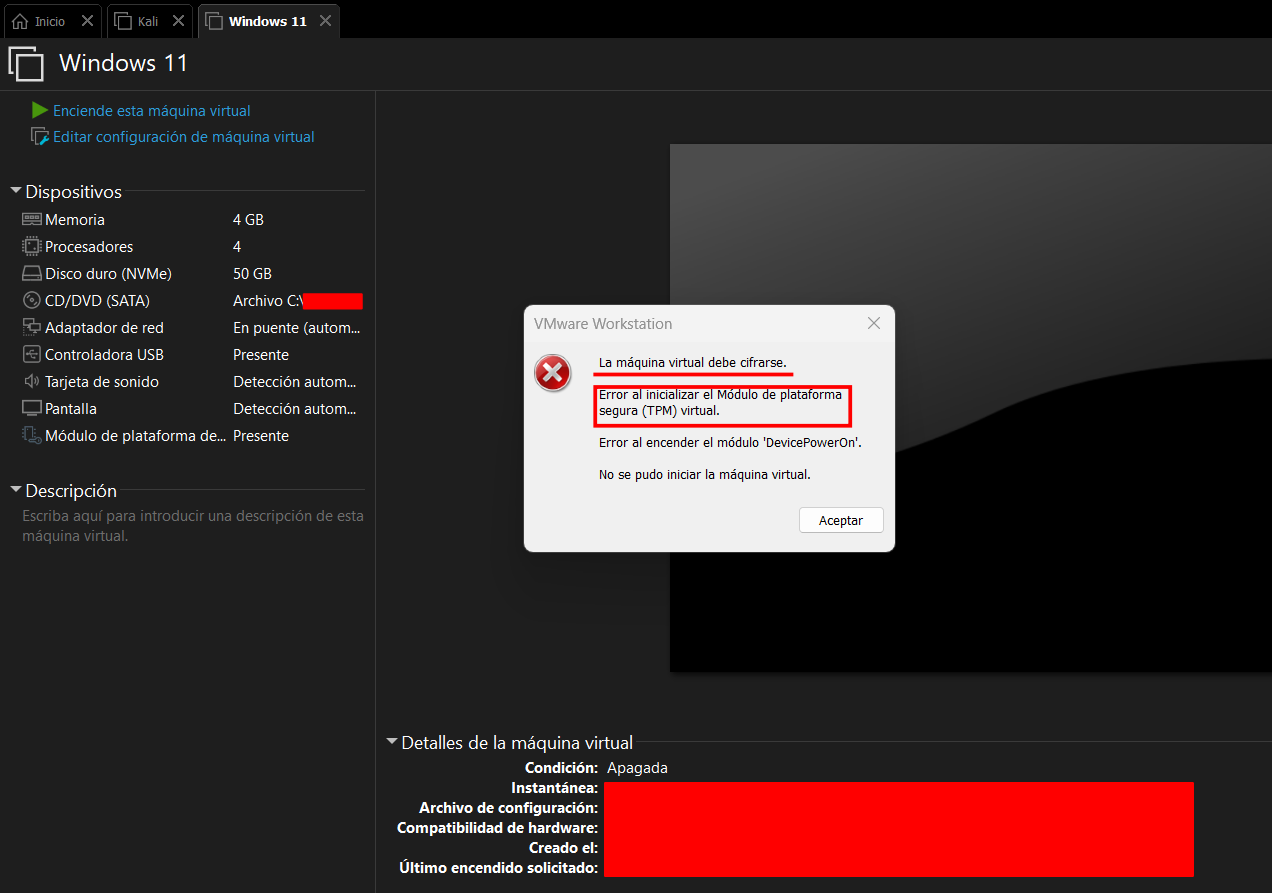 Inicio
Kali
Windows 11
Windows 11
Enciende esta máquina virtual
Editar configuración de máquina virtual
Dispositivos
Memoria 4 GB
Procesadores 4
Disco duro (NVMe) 50 GB
CD/DVD (SATA) Archivo C:\
Adaptador de red En puente (autom...
Controladora USB Presente
Tarjeta de sonido Detección autom...
Pantalla Detección autom...
Módulo de plataforma de... Presente
Descripción
Escriba aquí para introducir una descripción de esta
máquina virtual.
VMware Workstation
La máquina virtual debe cifrarse.
Error al inicializar el Módulo de plataforma
segura (TPM) virtual.
Error al encender el módulo 'DevicePowerOn'.
No se pudo iniciar la máquina virtual.
Aceptar
Detalles de la máquina virtual
Condición: Apagada
Instantánea:
Archivo de configuración:
Compatibilidad de hardware:
Creado el:
Último encendido solicitado: